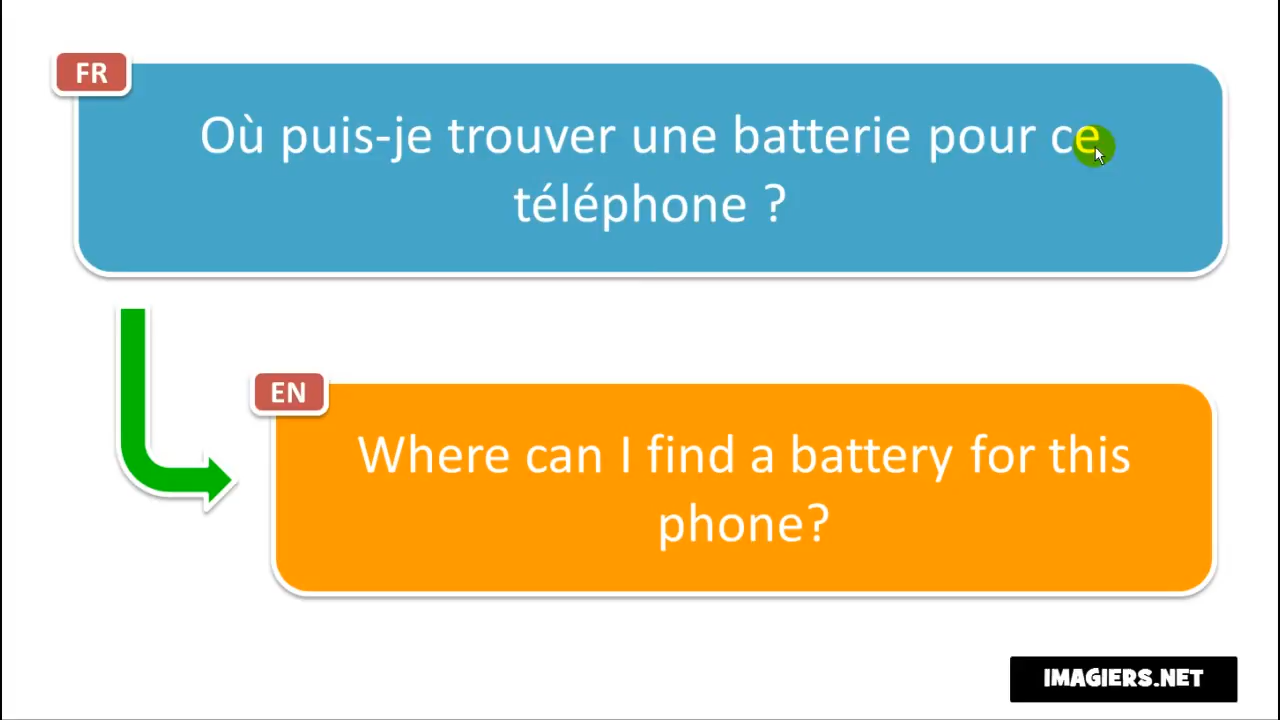 FR
Où puis-je trouver une batterie pour ce
téléphone ?
EN
Where can I find a battery for this
phone?
IMAGIERS.NET